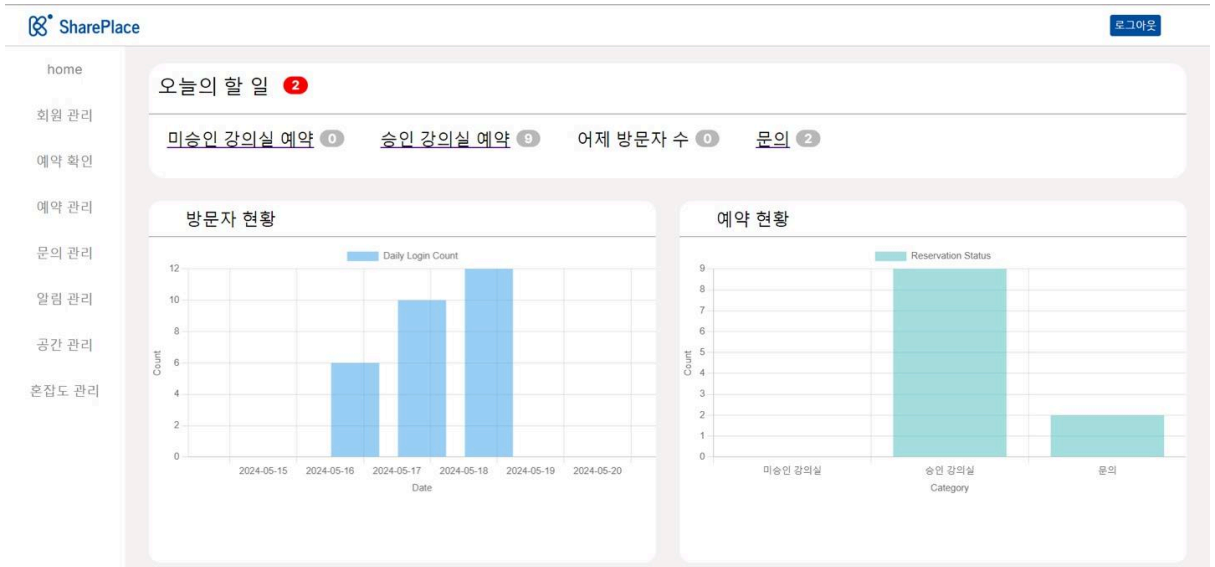 SharePlace
로그아웃
home
회원 관리
예약 확인
예약 관리
문의 관리
알림 관리
공간 관리
혼잡도 관리
오늘의 할 일 2
미승인 강의실 예약 0 승인 강의실 예약 9 어제 방문자 수 0 문의 2
방문자 현황
Daily Login Count
12
10
8
6
4
2
0
Count
2024-05-15 2024-05-16 2024-05-17 2024-05-18 2024-05-19 2024-05-20
Date
예약 현황
Reservation Status
9
8
7
6
5
4
3
2
1
0
Count
미승인 강의실 승인 강의실 문의
Category